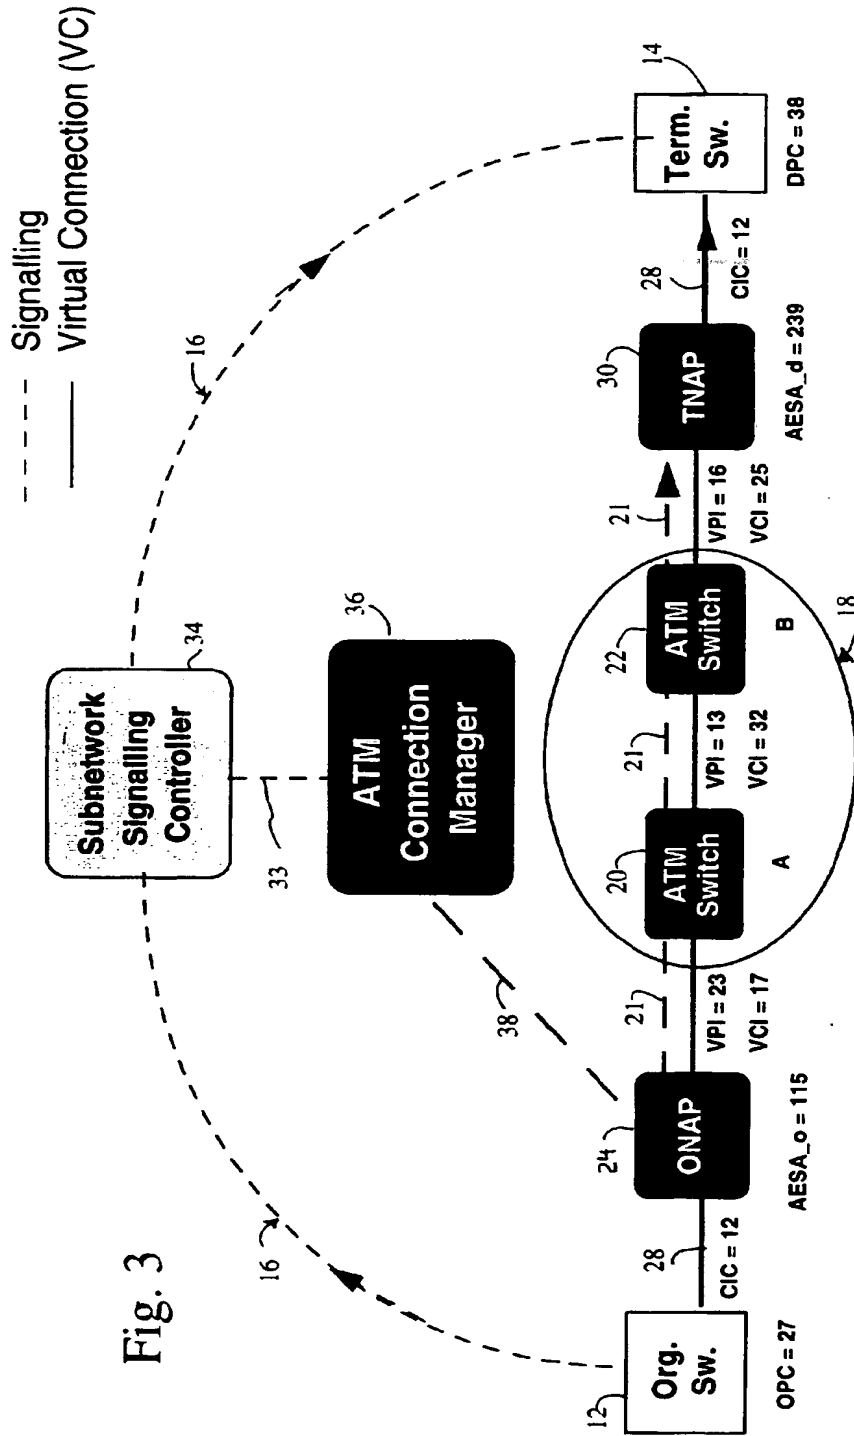 Fig. 3
Signalling
Virtual Connection (VC)
16
16
Subnetwork
Signalling
Controller
34
33
ATM
Connection
Manager
36
38
12
Org.
Sw.
OPC = 27
28
CIC = 12
24
ONAP
AESA_o = 115
21
VPI = 23
VCI = 17
20
ATM
Switch
A
21
VPI = 13
VCI = 32
22
ATM
Switch
B
18
21
VPI = 16
VCI = 25
30
TNAP
AESA_d = 239
28
CIC = 12
14
Term.
Sw.
DPC = 38